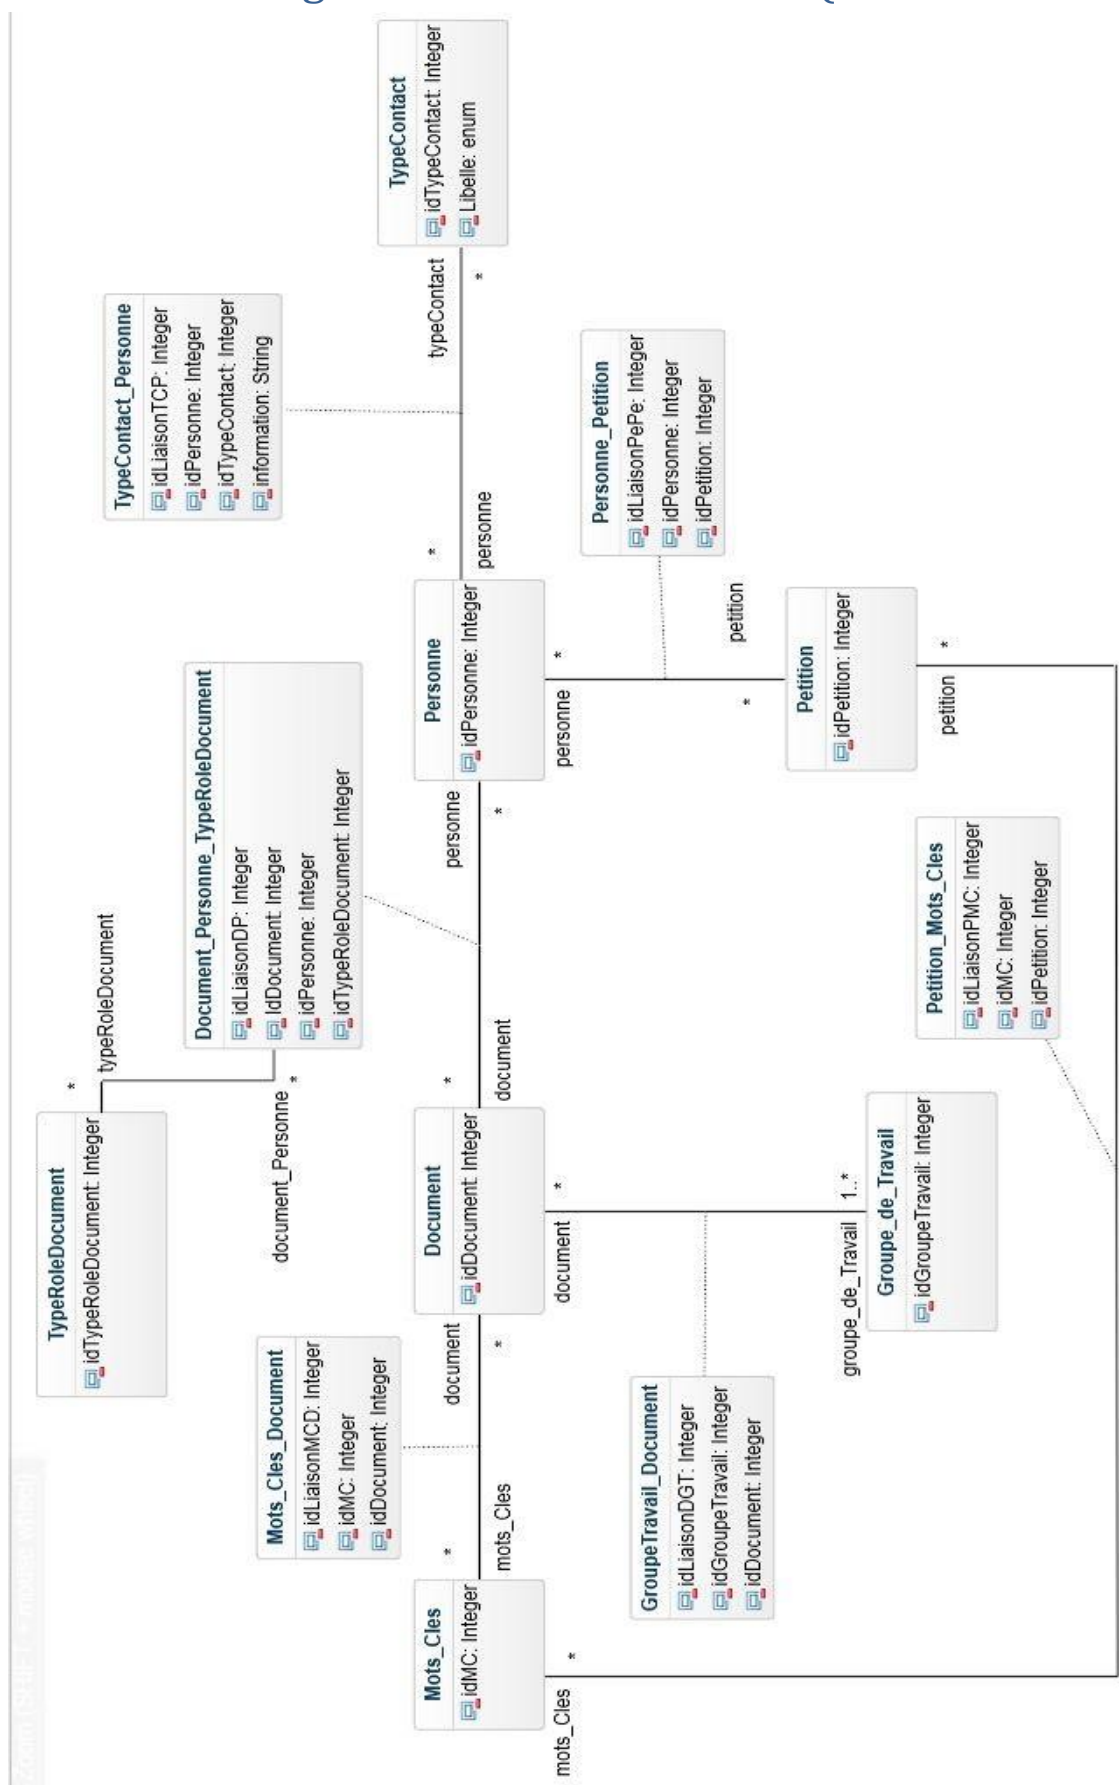 TypeRoleDocument
idTypeRoleDocument: Integer
*
typeRoleDocument
document_Personne
*
TypeContact_Personne
idLiaisonTCP: Integer
idPersonne: Integer
idTypeContact: Integer
information: String
Document_Personne_TypeRoleDocument
idLiaisonDP: Integer
IdDocument: Integer
idPersonne: Integer
idTypeRoleDocument: Integer
Mots_Cles_Document
idLiaisonMCD: Integer
idMC: Integer
idDocument: Integer
TypeContact
idTypeContact: Integer
Libelle: enum
Mots_Cles
idMC: Integer
*
mots_Cles
document
*
Document
idDocument: Integer
*
document
personne
*
Personne
idPersonne: Integer
*
personne
typeContact
*
mots_Cles
*
document
*
personne
*
Personne_Petition
idLiaisonPePe: Integer
idPersonne: Integer
idPetition: Integer
GroupeTravail_Document
idLiaisonDGT: Integer
idGroupeTravail: Integer
idDocument: Integer
*
petition
Petition
idPetition: Integer
groupe_de_Travail
1..*
Groupe_de_Travail
idGroupeTravail: Integer
petition
*
Petition_Mots_Cles
idLiaisonPMC: Integer
idMC: Integer
idPetition: Integer